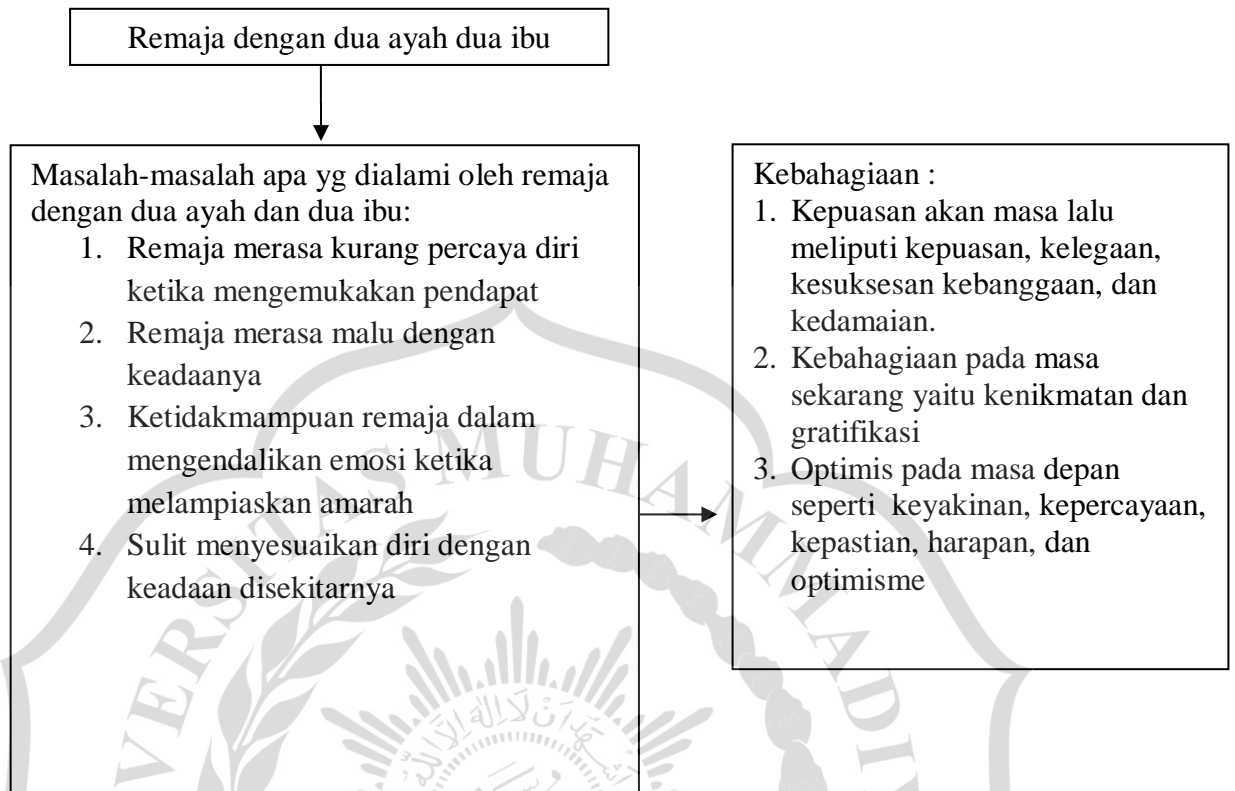 Remaja dengan dua ayah dua ibu
Masalah-masalah apa yg dialami oleh remaja
dengan dua ayah dan dua ibu:
1. Remaja merasa kurang percaya diri
ketika mengemukakan pendapat
2. Remaja merasa malu dengan
keadaanya
3. Ketidakmampuan remaja dalam
mengendalikan emosi ketika
melampiaskan amarah
4. Sulit menyesuaikan diri dengan
keadaan disekitarnya
Kebahagiaan :
1. Kepuasan akan masa lalu
meliputi kepuasan, kelegaan,
kesuksesan kebanggaan, dan
kedamaian.
2. Kebahagiaan pada masa
sekarang yaitu kenikmatan dan
gratifikasi
3. Optimis pada masa depan
seperti keyakinan, kepercayaan,
kepastian, harapan, dan
optimisme
VERSITAS MUHAMMADIY